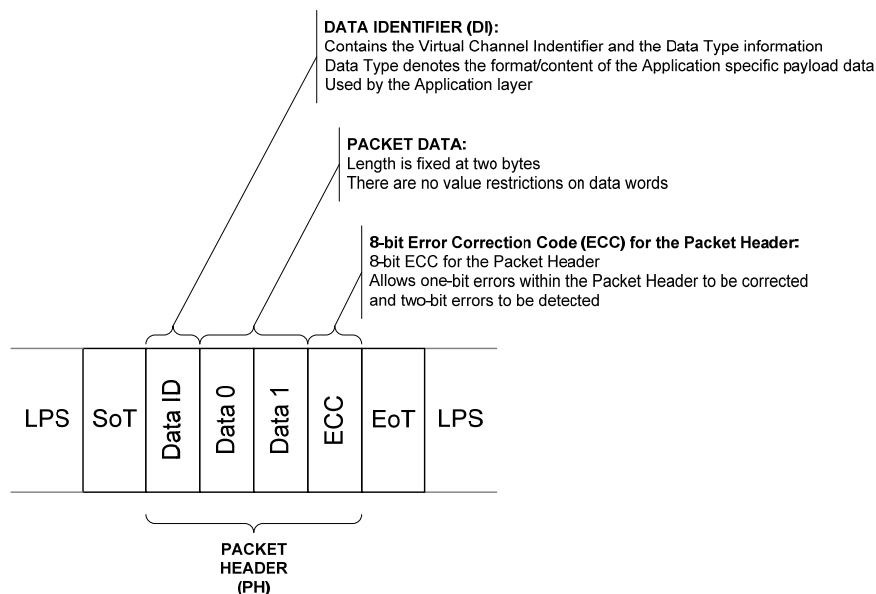 DATA IDENTIFIER (DI):
Contains the Virtual Channel Indentifier and the Data Type information
Data Type denotes the format/content of the Application specific payload data
Used by the Application layer
PACKET DATA:
Length is fixed at two bytes
There are no value restrictions on data words
8-bit Error Correction Code (ECC) for the Packet Header:
8-bit ECC for the Packet Header
Allows one-bit errors within the Packet Header to be corrected
and two-bit errors to be detected
LPS
SoT
Data ID
Data 0
Data 1
ECC
EoT
LPS
PACKET
HEADER
(PH)